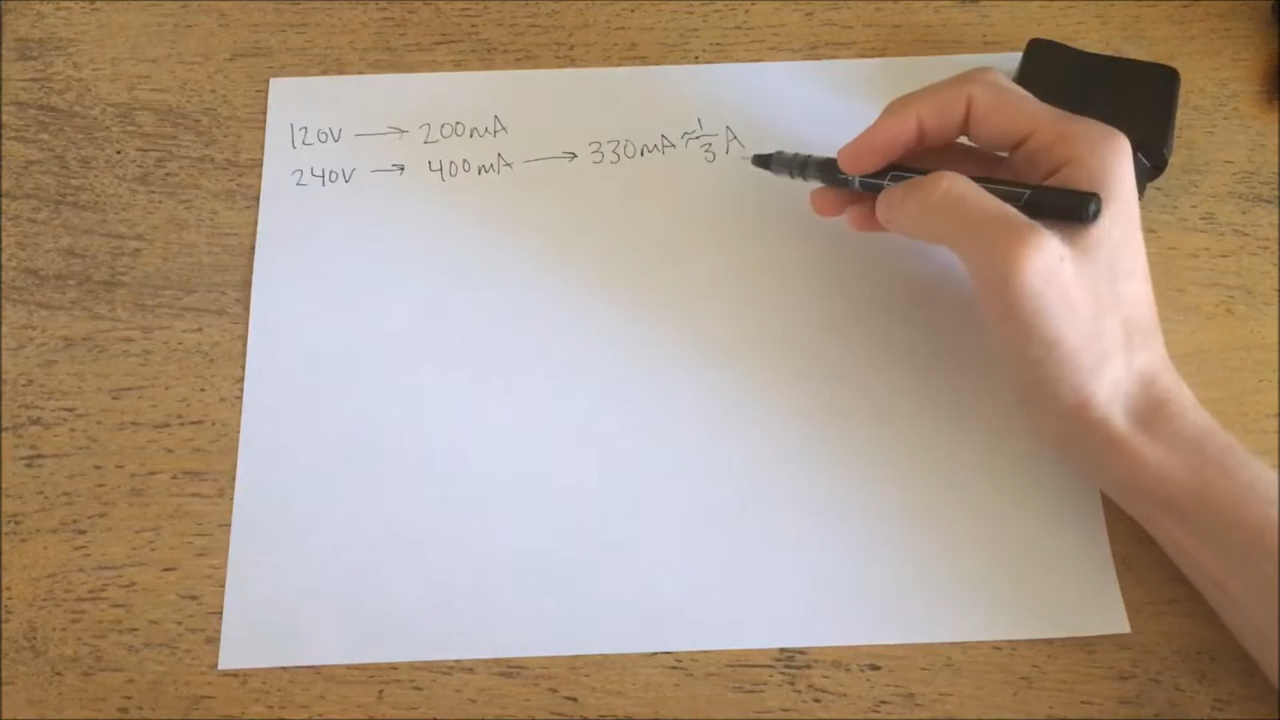 120V → 200mA
240V → 400mA → 330mA ≈ 1/3 A